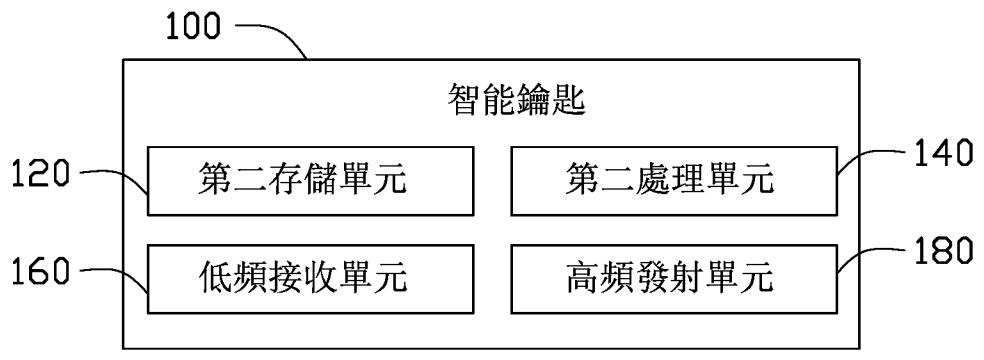 100
智能鑰匙
120
第二存儲單元
第二處理單元
140
160
低頻接收單元
高頻發射單元
180